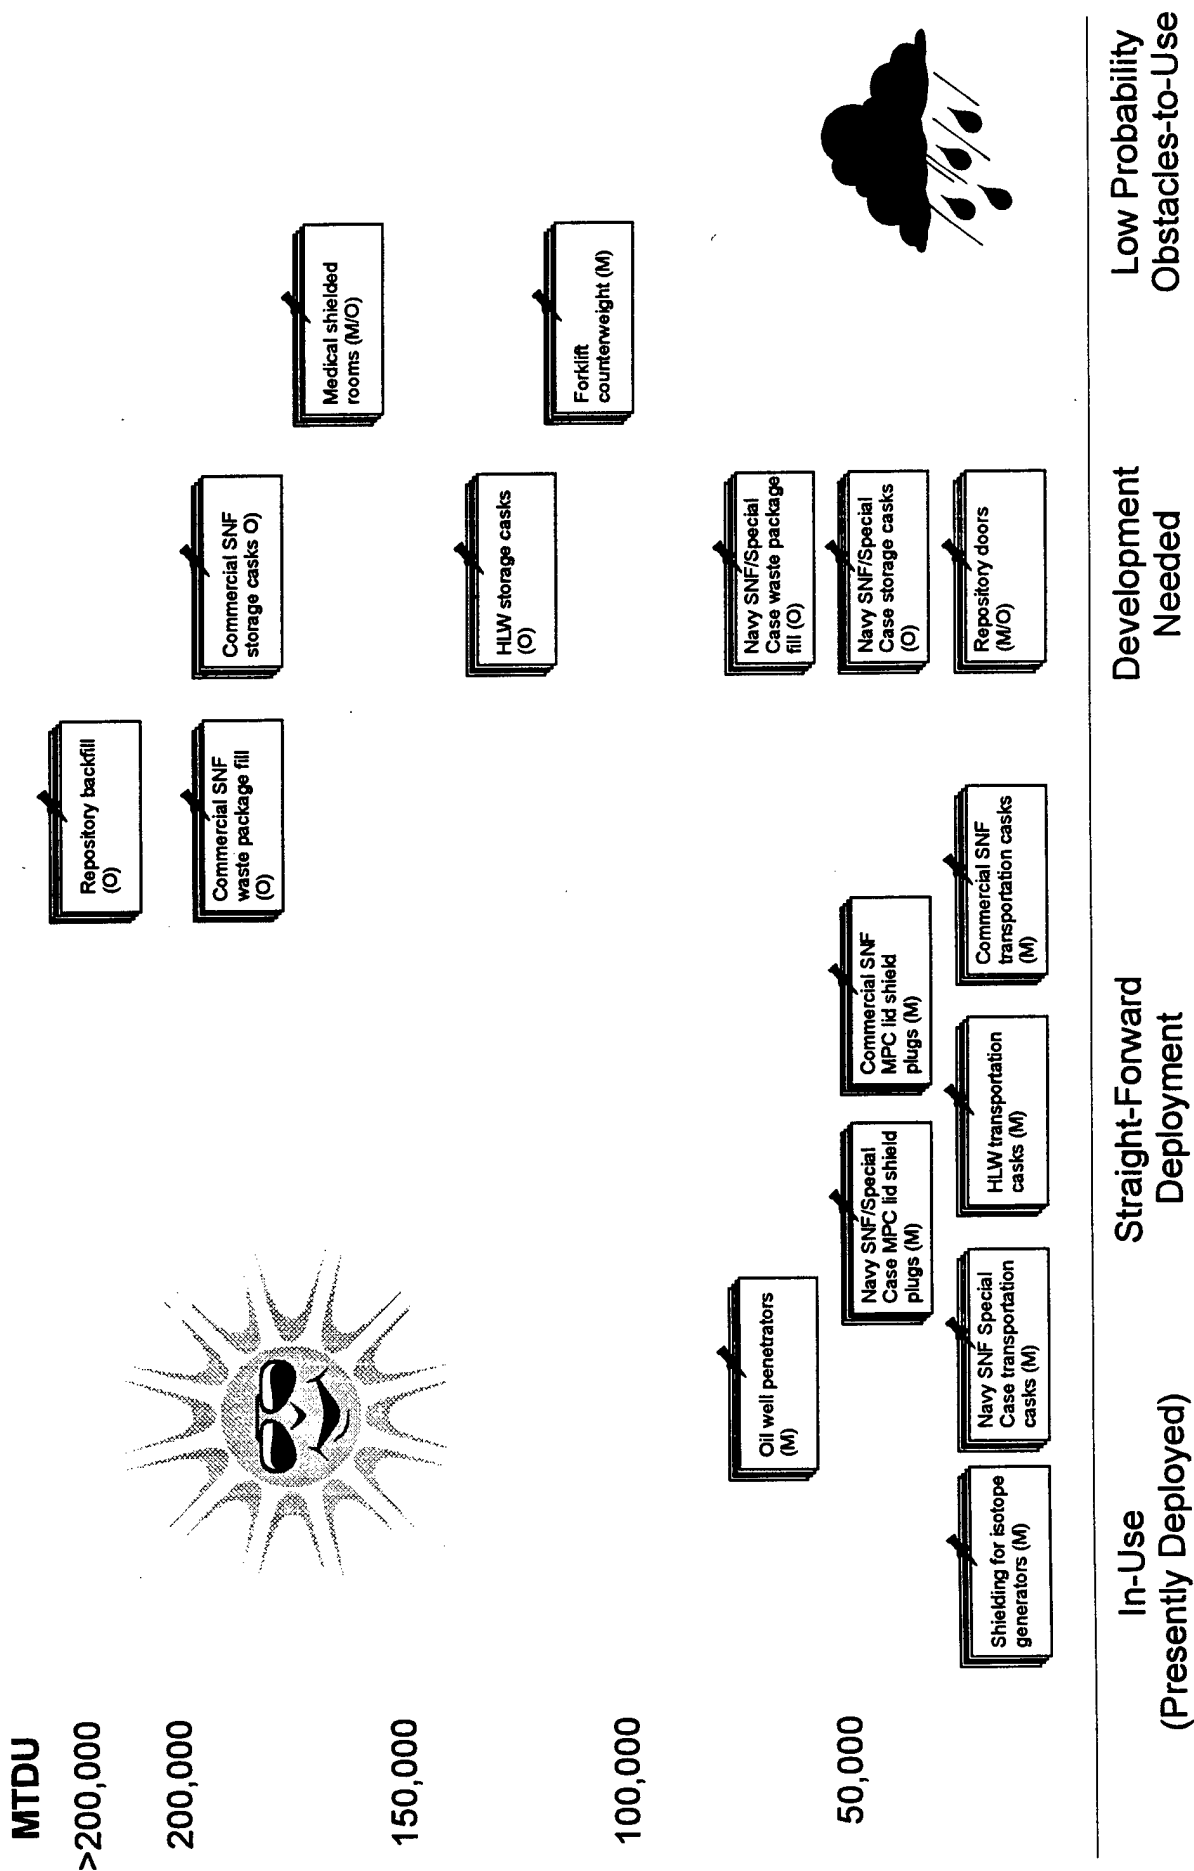 MTDU
>200,000
200,000
150,000
100,000
50,000
Repository backfill
(O)
Commercial SNF
waste package fill
(O)
Commercial SNF
storage casks O)
Medical shielded
rooms (M/O)
HLW storage casks
(O)
Forklift
counterweight (M)
Oil well penetrators
(M)
Navy SNF/Special
Case waste package
fill (O)
Navy SNF/Special
Case MPC lid shield
plugs (M)
Commercial SNF
MPC lid shield
plugs (M)
Navy SNF/Special
Case storage casks
(O)
Shielding for isotope
generators (M)
Navy SNF Special
Case transportation
casks (M)
HLW transportation
casks (M)
Commercial SNF
transportation casks
(M)
Repository doors
(M/O)
In-Use
(Presently Deployed)
Straight-Forward
Deployment
Development
Needed
Low Probability
Obstacles-to-Use